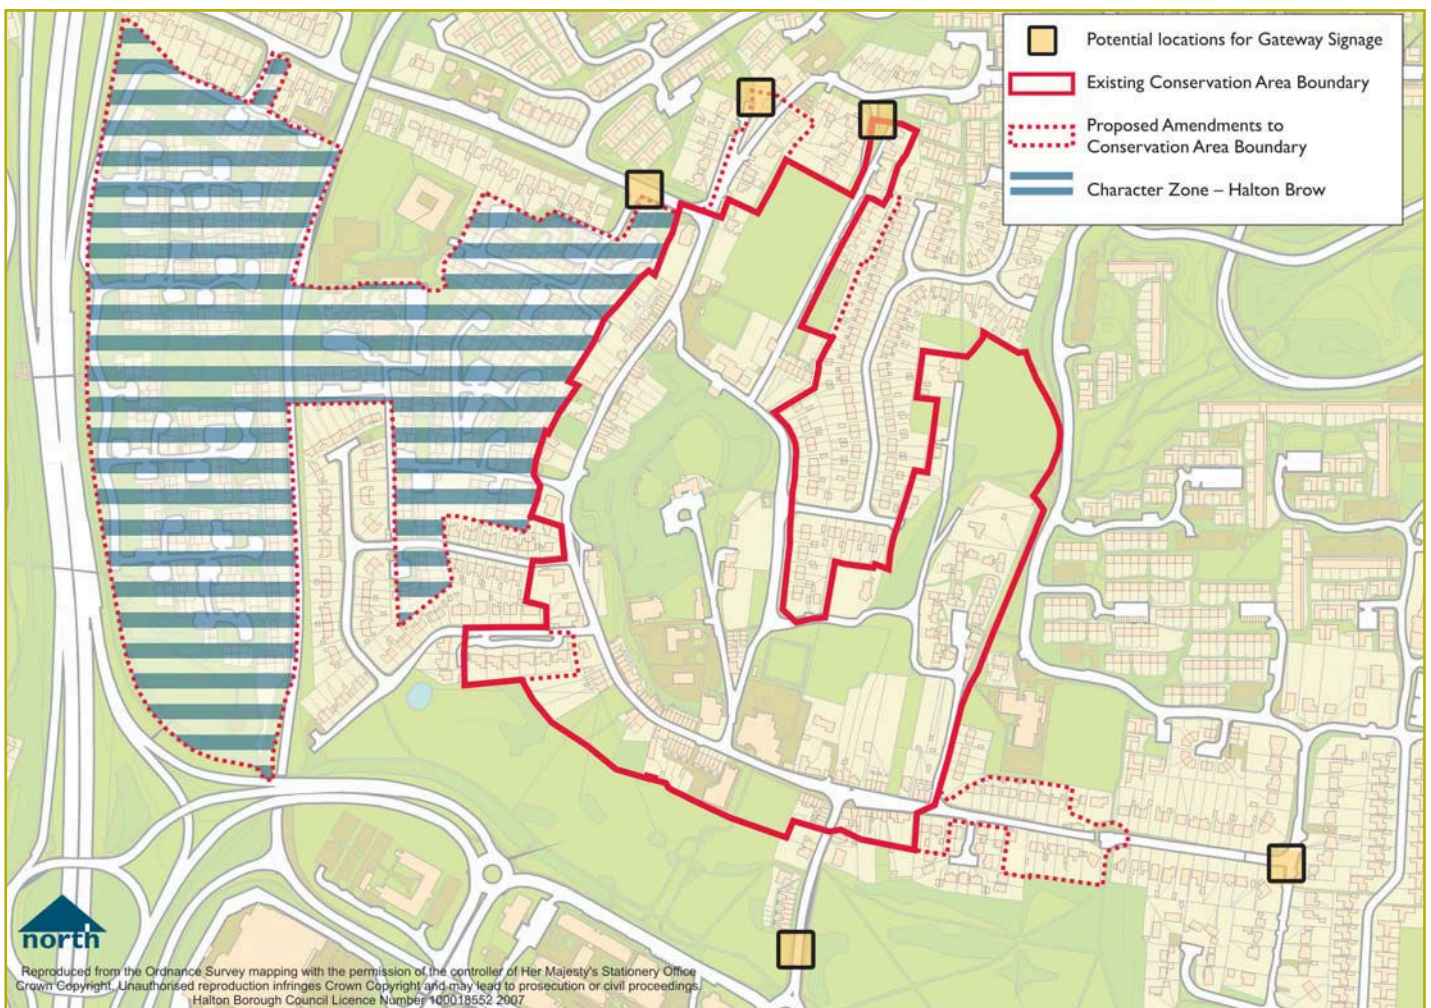 Potential locations for Gateway Signage
Existing Conservation Area Boundary
Proposed Amendments to
Conservation Area Boundary
Character Zone – Halton Brow
north
Reproduced from the Ordnance Survey mapping with the permission of the controller of Her Majesty's Stationery Office
Crown Copyright. Unauthorised reproduction infringes Crown Copyright and may lead to prosecution or civil proceedings.
Halton Borough Council Licence Number 100018552 2007